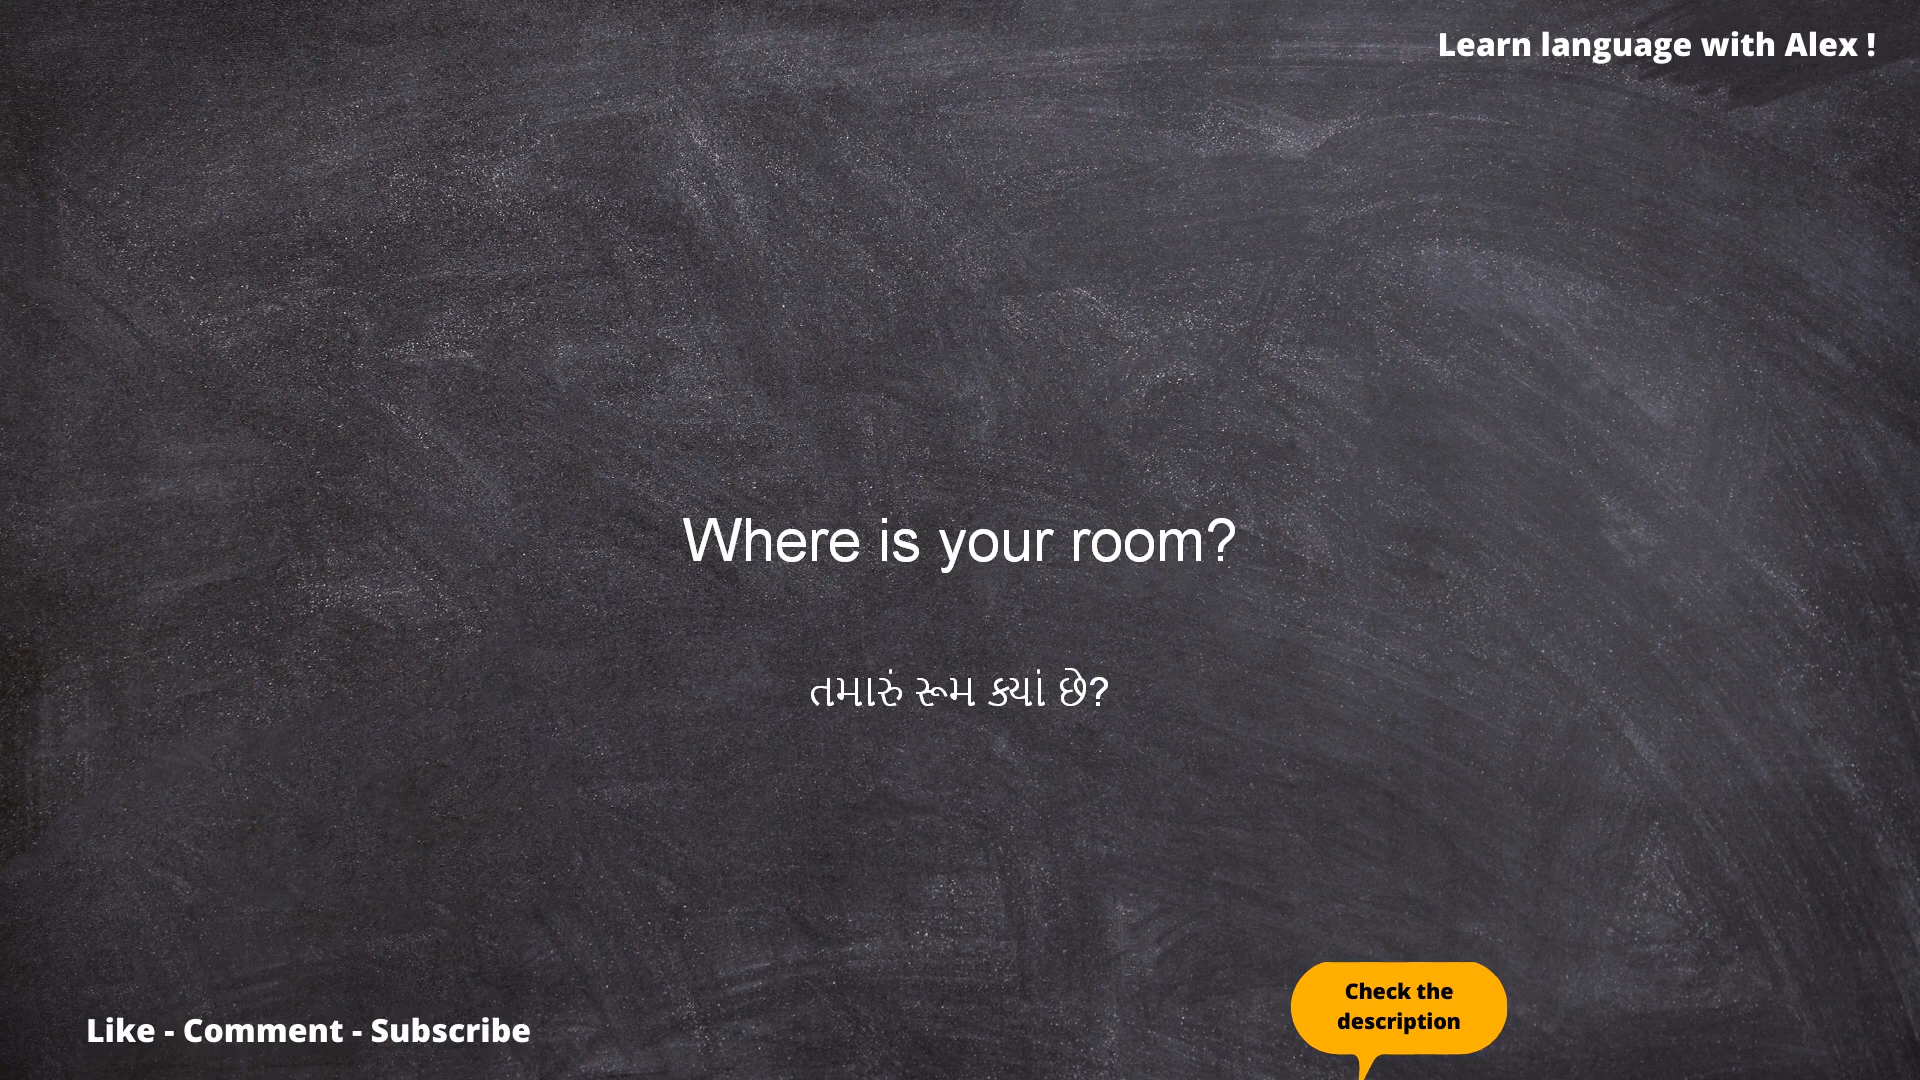 Learn language with Alex !
Where is your room?
તમારું રૂમ ક્યાં છે?
Check the
description
Like - Comment - Subscribe